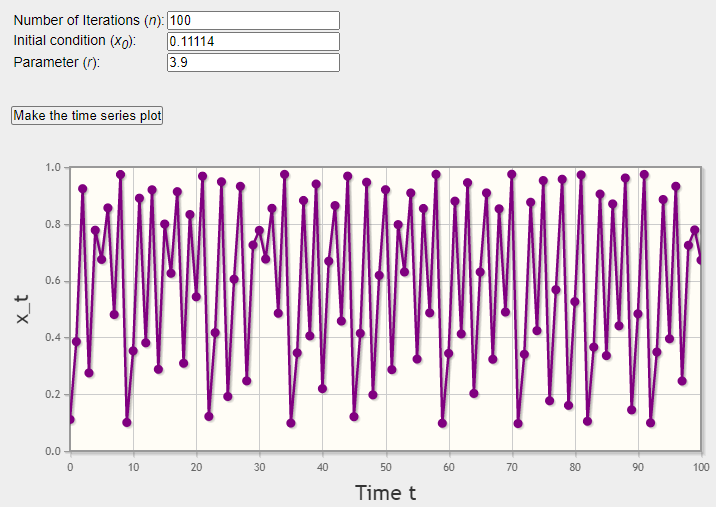 Number of Iterations (n): 100
Initial condition (x0): 0.11114
Parameter (r): 3.9
Make the time series plot
1.0
0.8
0.6
0.4
0.2
0.0
x_t
0 10 20 30 40 50 60 70 80 90 100
Time t